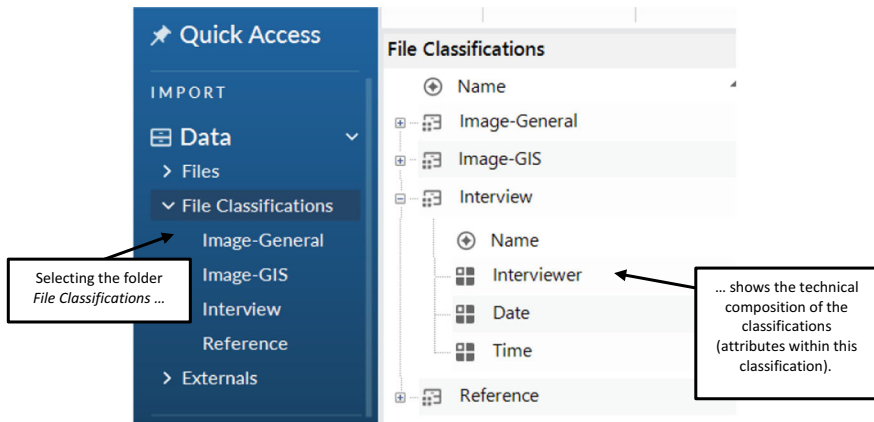 Quick Access
IMPORT
Data
Files
File Classifications
Image-General
Image-GIS
Interview
Reference
Externals
Selecting the folder
File Classifications ...
File Classifications
Name
Image-General
Image-GIS
Interview
Name
Interviewer
Date
Time
Reference
... shows the technical
composition of the
classifications
(attributes within this
classification).